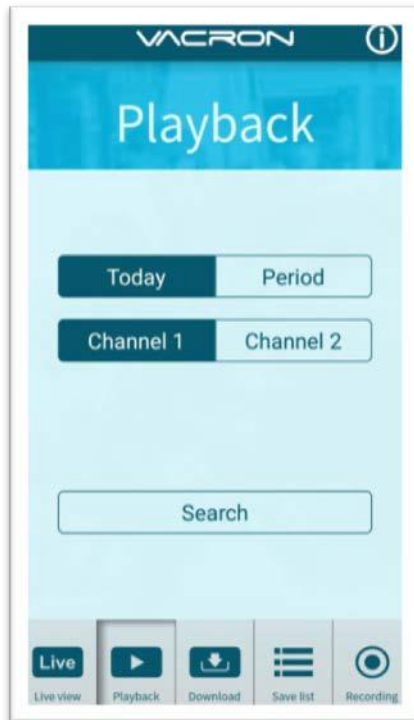 VACRON
Playback
Today Period
Channel 1 Channel 2
Search
Live
Live view Playback Download Save list Recording